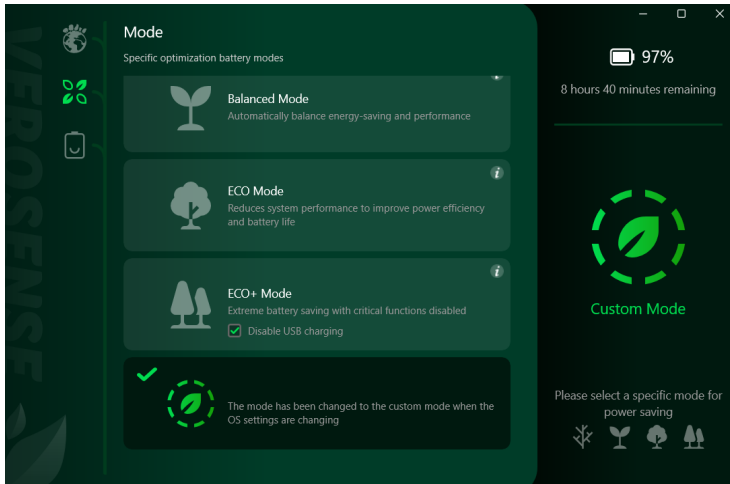 VEROSENSE
Mode
Specific optimization battery modes
Balanced Mode
Automatically balance energy-saving and performance
ECO Mode
Reduces system performance to improve power efficiency
and battery life
ECO+ Mode
Extreme battery saving with critical functions disabled
Disable USB charging
The mode has been changed to the custom mode when the
OS settings are changing
97%
8 hours 40 minutes remaining
Custom Mode
Please select a specific mode for
power saving